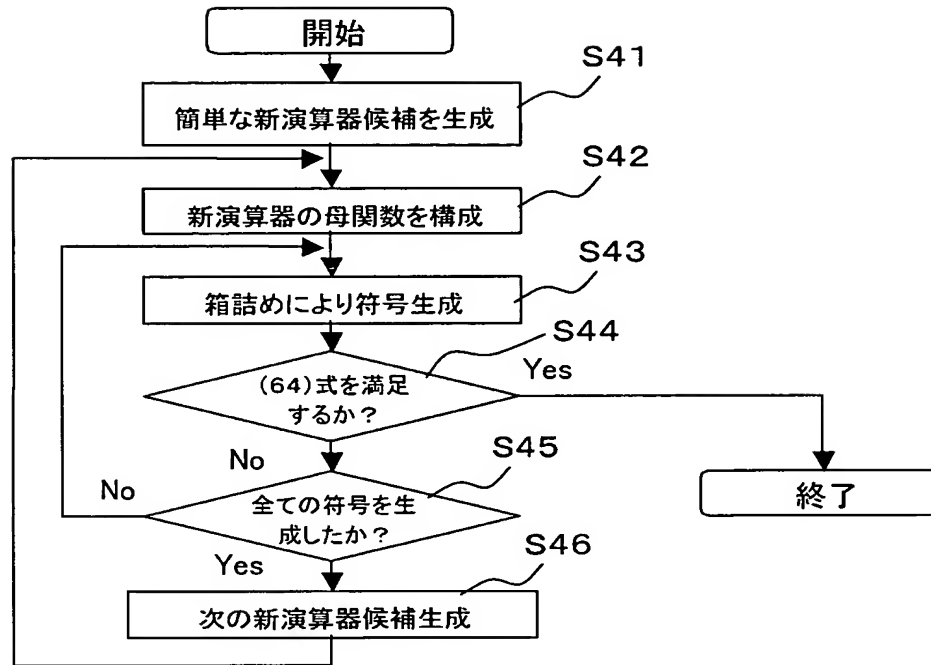 開始
S41
簡単な新演算器候補を生成
S42
新演算器の母関数を構成
S43
箱詰めにより符号生成
S44
(64)式を満足
するか？
Yes
No
S45
No
全ての符号を生
成したか？
終了
Yes
S46
次の新演算器候補生成